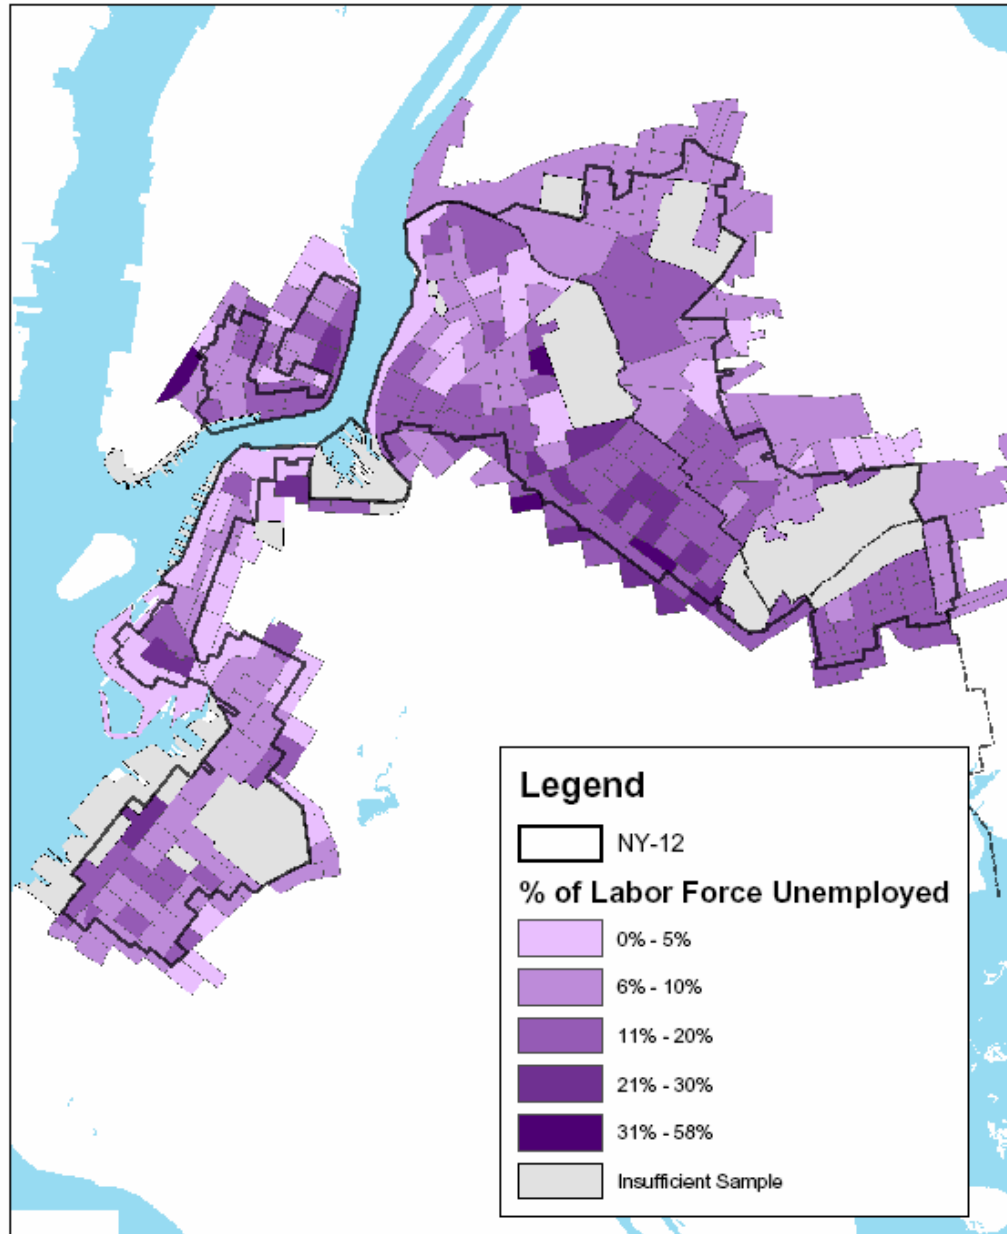 Legend
NY-12
% of Labor Force Unemployed
0% - 5%
6% - 10%
11% - 20%
21% - 30%
31% - 58%
Insufficient Sample